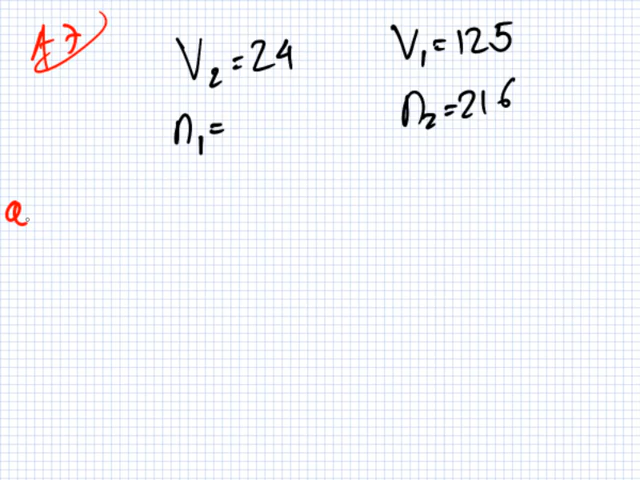 V₂ = 24
V₁ = 125
n₁ =
n₂ = 216
a